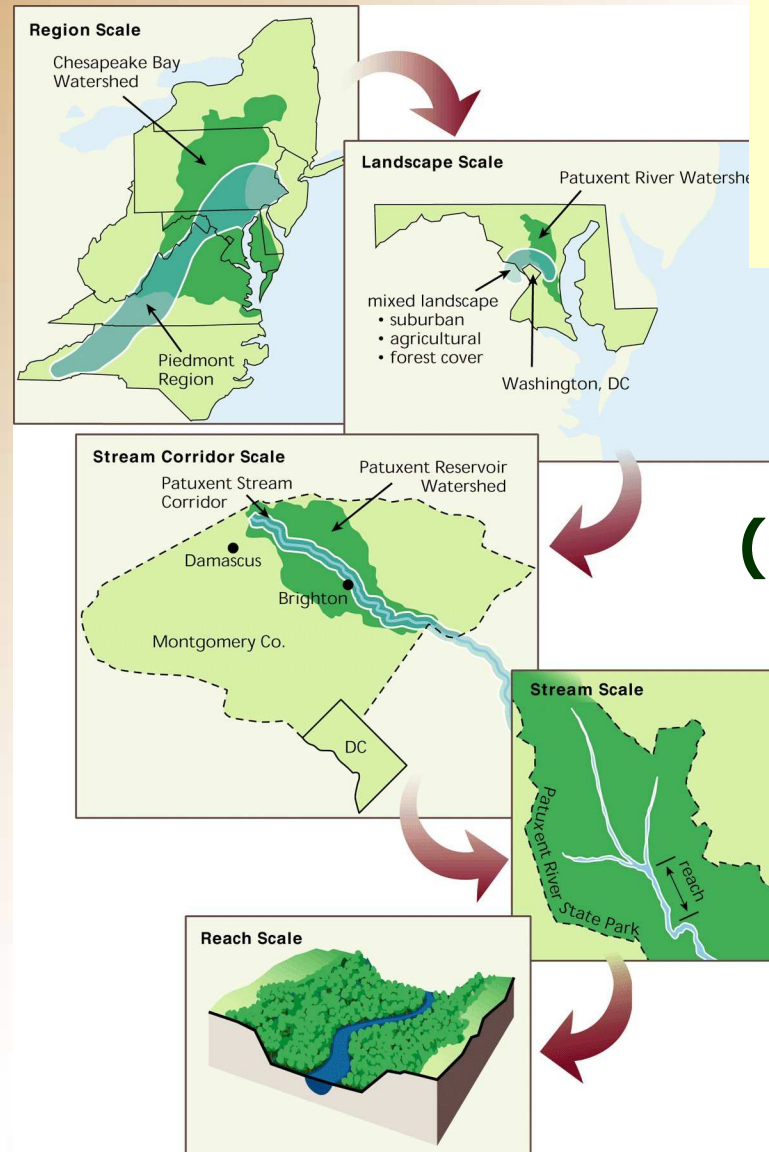 Region Scale
Chesapeake Bay
Watershed
Piedmont
Region
Landscape Scale
Patuxent River Watershe
mixed landscape
• suburban
• agricultural
• forest cover
Washington, DC
Stream Corridor Scale
Patuxent Stream
Corridor
Patuxent Reservoir
Watershed
Damascus
Brighton
Montgomery Co.
DC
(
Stream Scale
reach
Patuxent River State Park
Reach Scale